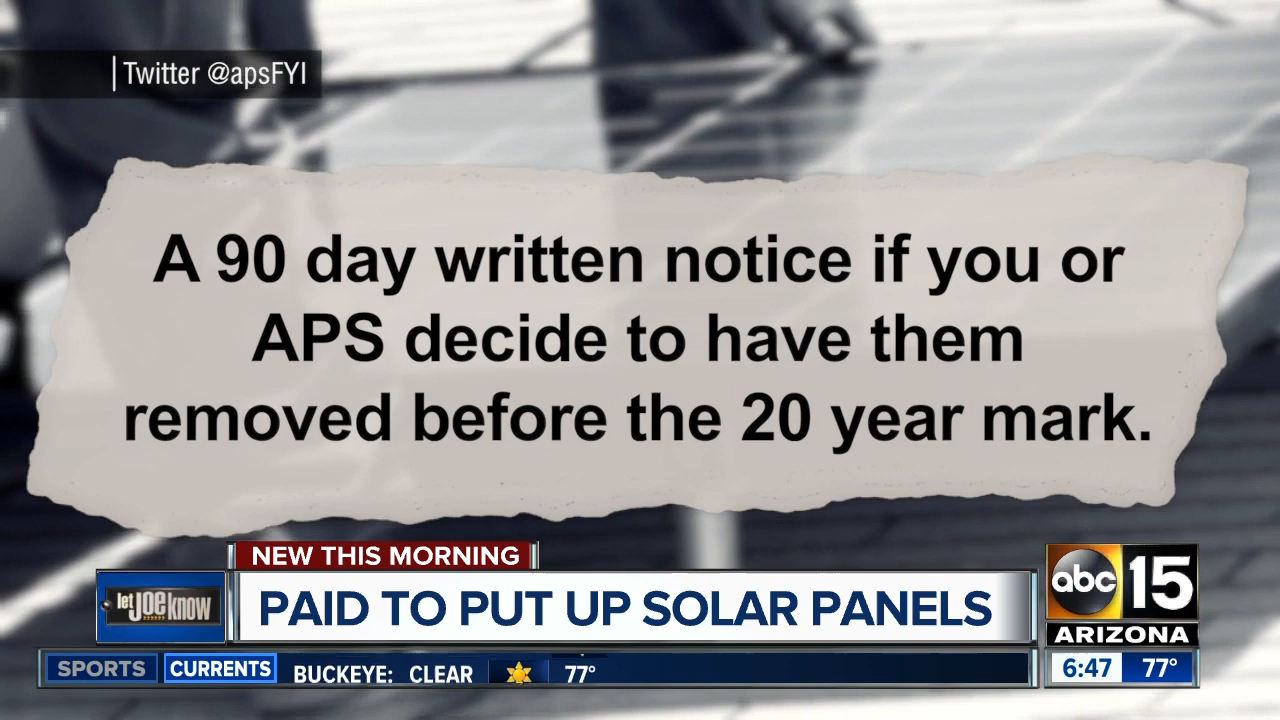 Twitter @apsFYI
A 90 day written notice if you or
APS decide to have them
removed before the 20 year mark.
NEW THIS MORNING
let JOE know
PAID TO PUT UP SOLAR PANELS
abc 15
ARIZONA
SPORTS CURRENTS BUCKEYE: CLEAR 77°
6:47 77°